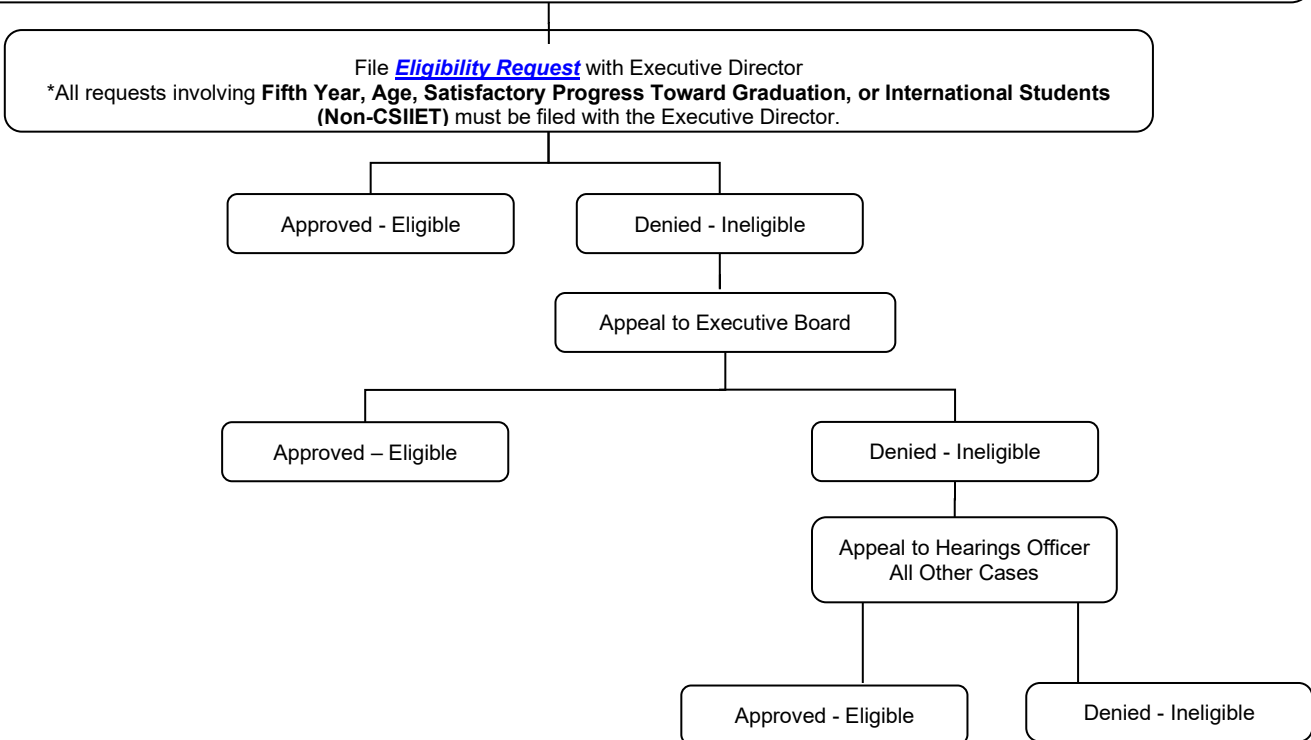 File Eligibility Request with Executive Director
*All requests involving Fifth Year, Age, Satisfactory Progress Toward Graduation, or International Students
(Non-CSIIET) must be filed with the Executive Director.
Approved - Eligible
Denied - Ineligible
Appeal to Executive Board
Approved – Eligible
Denied - Ineligible
Appeal to Hearings Officer
All Other Cases
Approved - Eligible
Denied - Ineligible